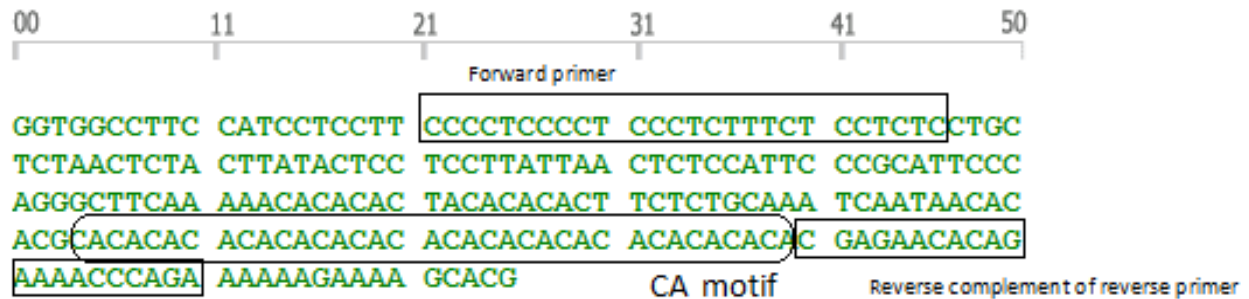 00 11 21 31 41 50
Forward primer
GGTGGCCTTC CATCCTCCTT CCCCTCCCCT CCCTCTTTCT CCTCTCCTGC
TCTAACTCTA CTTATACTCC TCCTTATTAA CTCTCCATTC CCGCATTCCC
AGGGCTTCAA AAACACACAC TACACACACT TCTCTGCAAA TCAATAACAC
ACGCACACAC ACACACACAC ACACACACAC ACACACACAC GAGAACACAG
AAAACCCAGA AAAAAGAAAA GCACG
CA motif Reverse complement of reverse primer